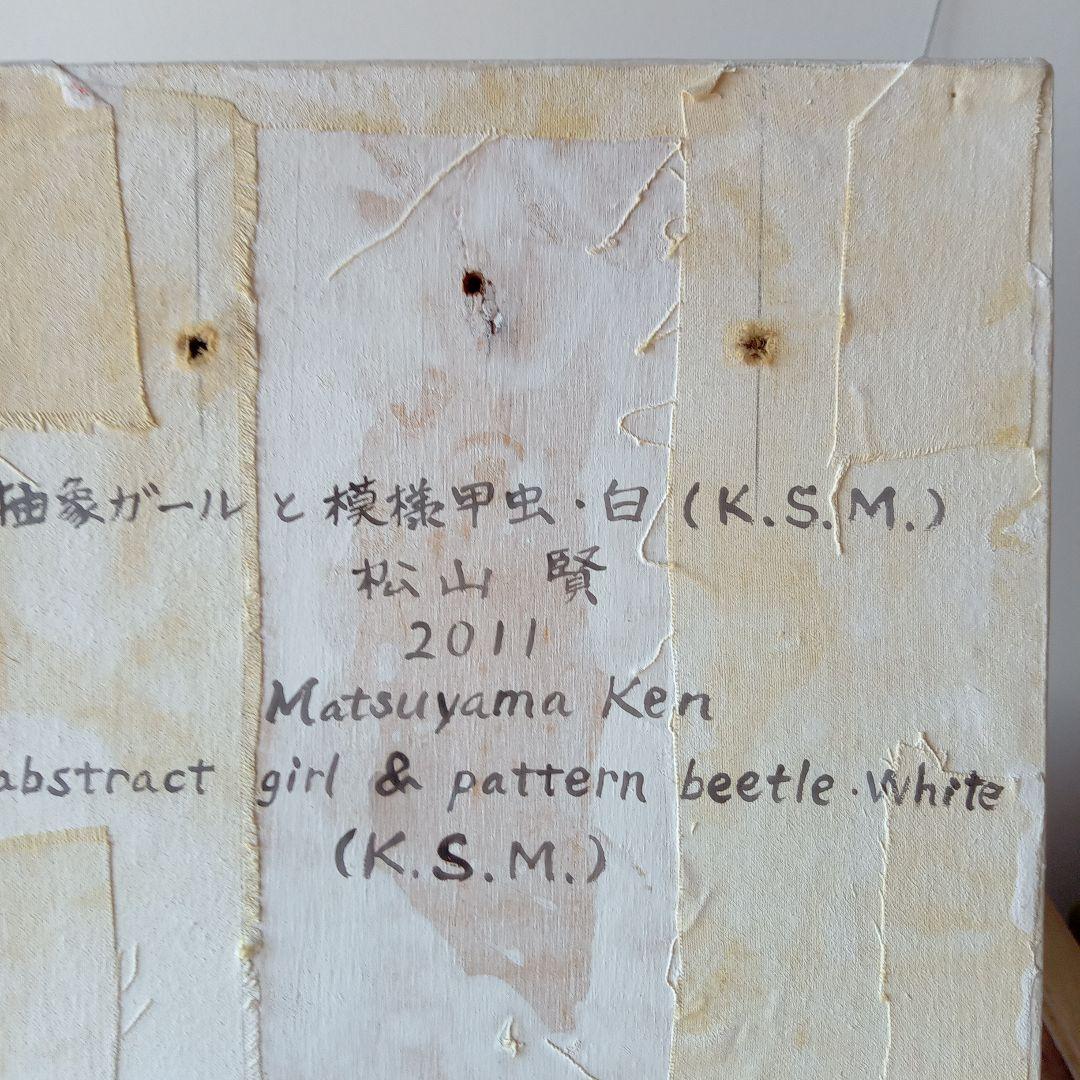 抽象ガールと模様甲虫・白(K.S.M.)
松山 賢
2011
Matsuyama Ken
abstract girl & pattern beetle・White
(K.S.M.)